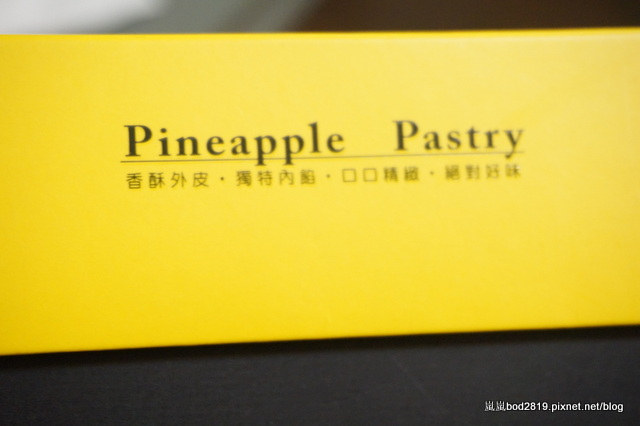 Pineapple Pastry
香酥外皮・獨特內餡・口口精緻・絕對好味
嵐嵐bod2819.pixnet.net/blog